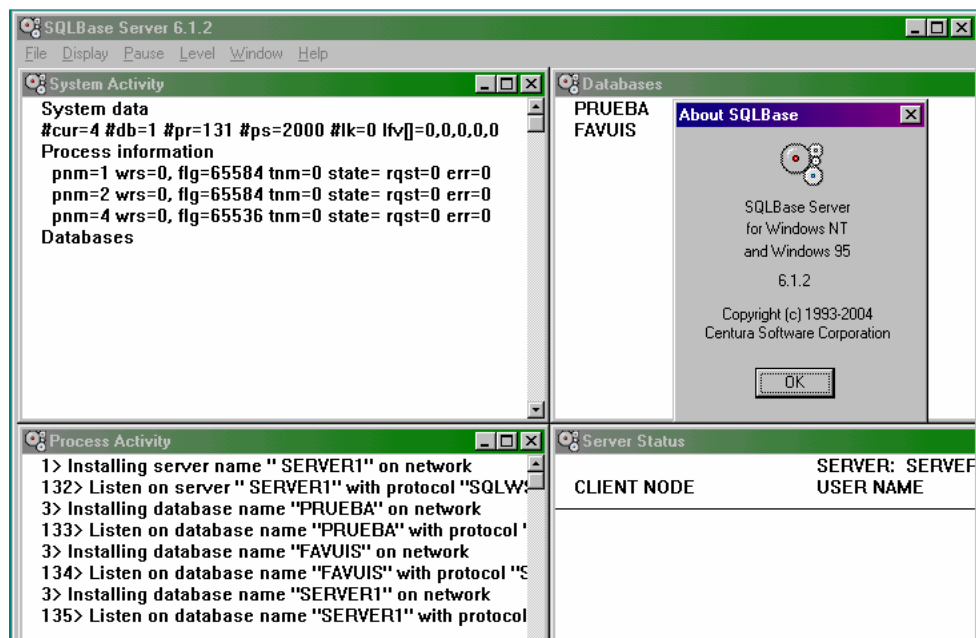 SQLBase Server 6.1.2
File Display Pause Level Window Help
System Activity
System data
#cur=4 #db=1 #pr=131 #ps=2000 #lk=0 lfv[]=0,0,0,0,0
Process information
pnm=1 wrs=0, flg=65584 tnm=0 state= rqst=0 err=0
pnm=2 wrs=0, flg=65584 tnm=0 state= rqst=0 err=0
pnm=4 wrs=0, flg=65536 tnm=0 state= rqst=0 err=0
Databases
Databases
PRUEBA
FAVUIS
About SQLBase
SQLBase Server
for Windows NT
and Windows 95
6.1.2
Copyright (c) 1993-2004
Centura Software Corporation
OK
Process Activity
1> Installing server name " SERVER1" on network
132> Listen on server " SERVER1" with protocol "SQLWS
3> Installing database name "PRUEBA" on network
133> Listen on database name "PRUEBA" with protocol "
3> Installing database name "FAVUIS" on network
134> Listen on database name "FAVUIS" with protocol "S
3> Installing database name "SERVER1" on network
135> Listen on database name "SERVER1" with protocol
Server Status
SERVER: SERVER
CLIENT NODE USER NAME